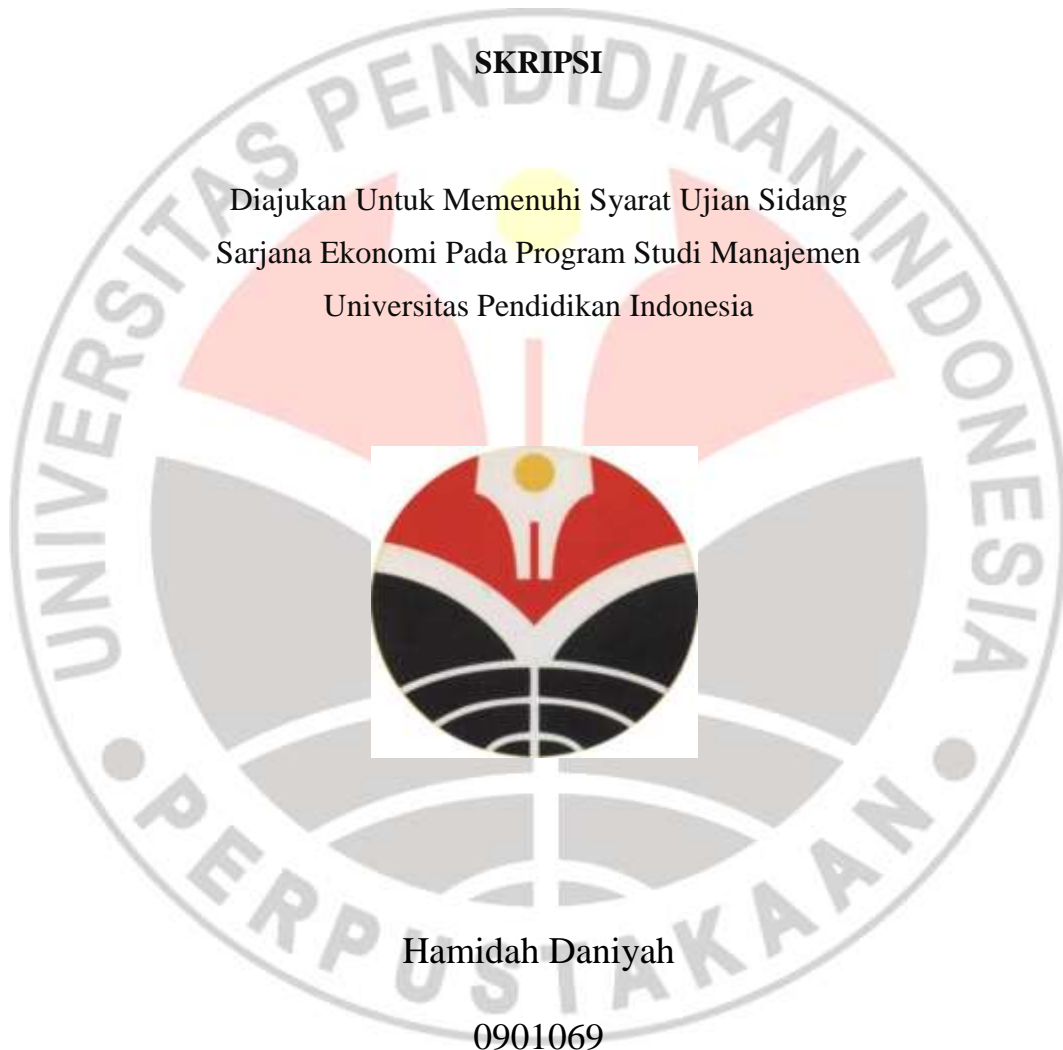 SKRIPSI
Diajukan Untuk Memenuhi Syarat Ujian Sidang
Sarjana Ekonomi Pada Program Studi Manajemen
Universitas Pendidikan Indonesia
Hamidah Daniyah
0901069
UNIVERSITAS PENDIDIKAN INDONESIA
PERPUSTAKAAN